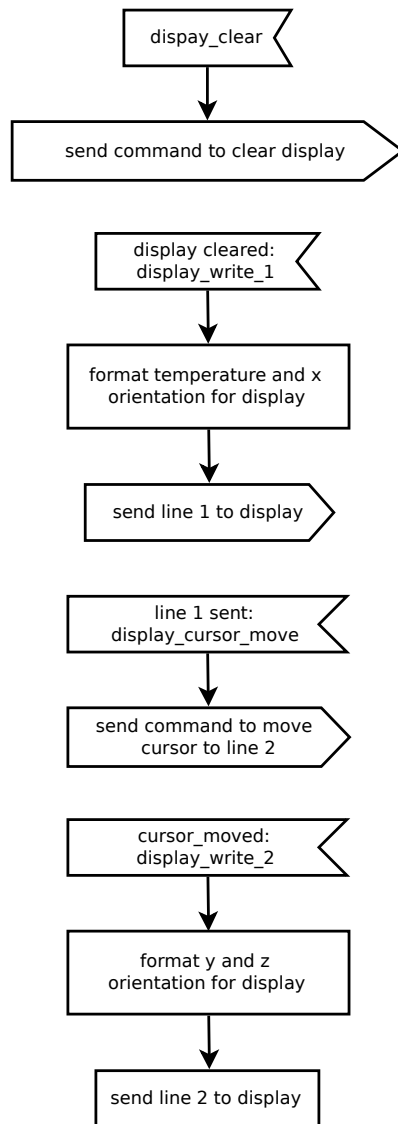 dispay_clear
send command to clear display
display cleared:
display_write_1
format temperature and x
orientation for display
send line 1 to display
line 1 sent:
display_cursor_move
send command to move
cursor to line 2
cursor_moved:
display_write_2
format y and z
orientation for display
send line 2 to display